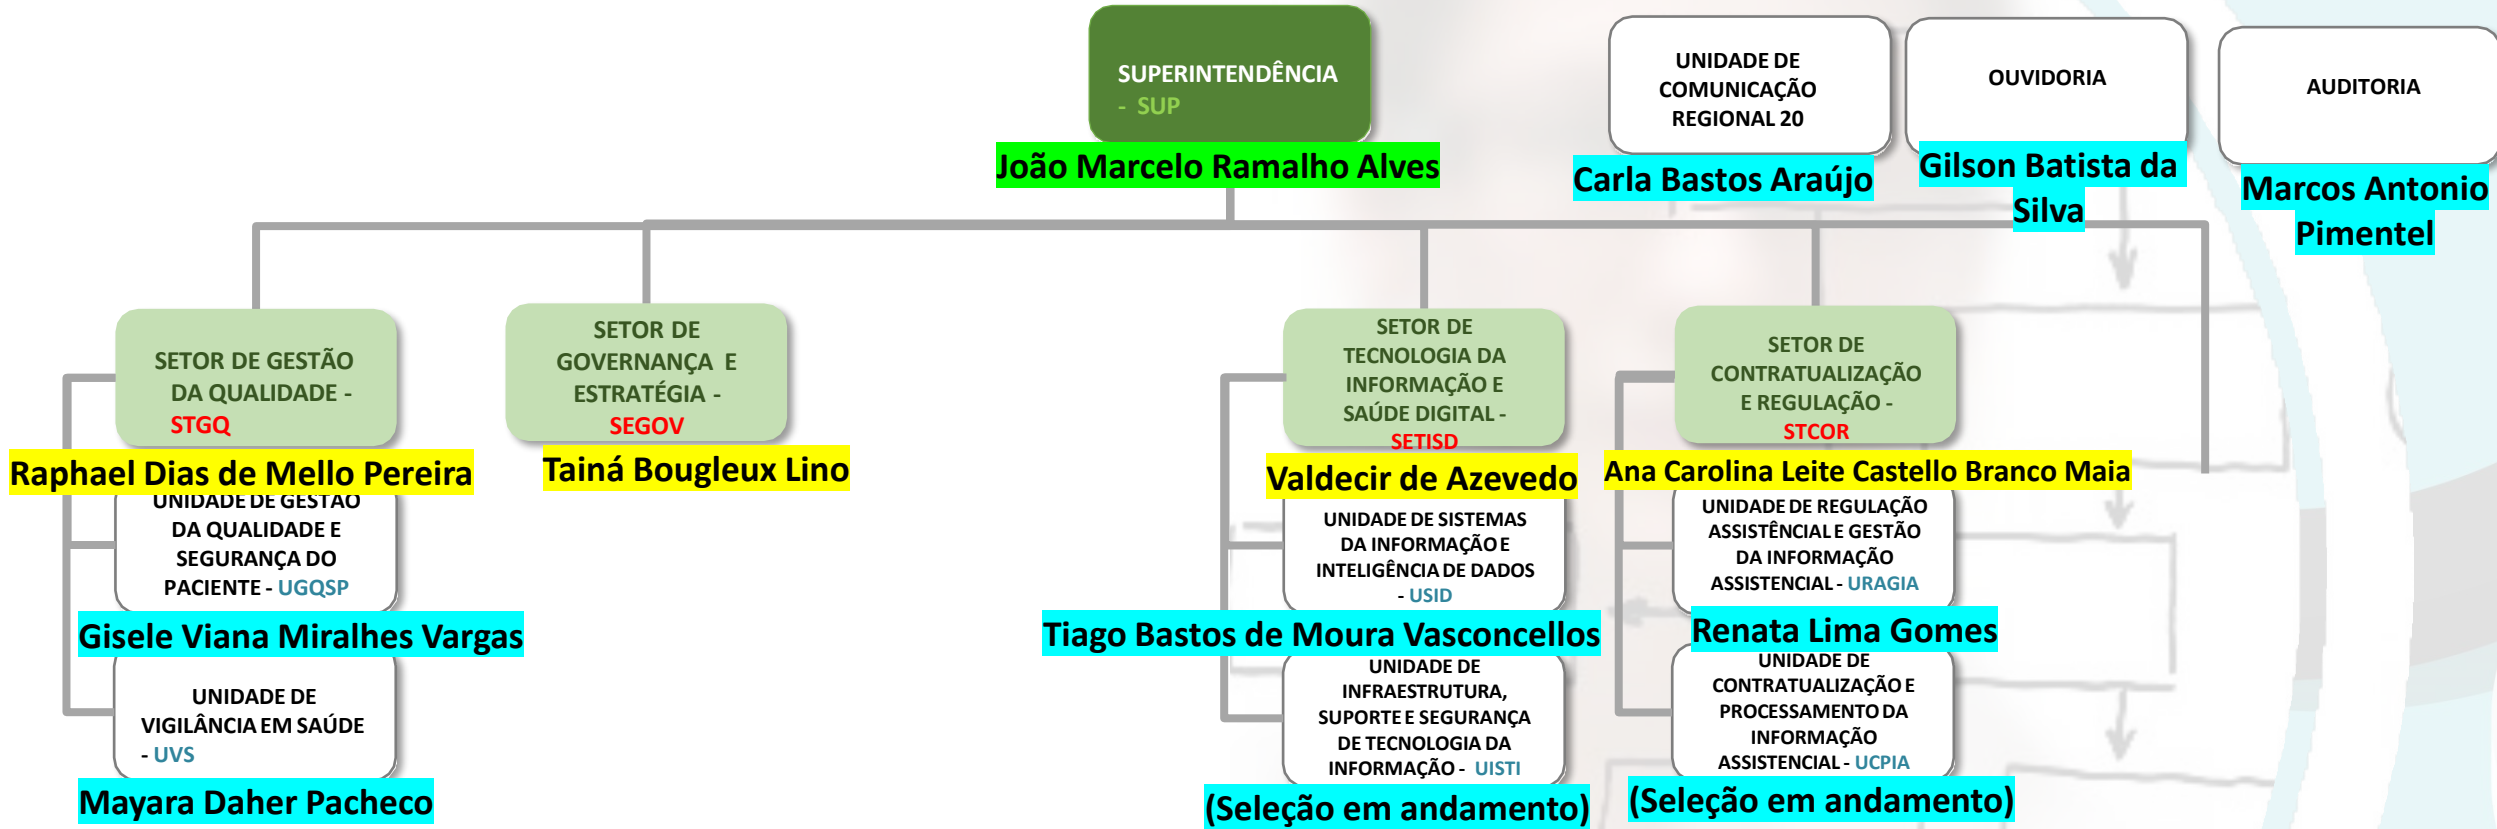 SUPERINTENDÊNCIA
- SUP
João Marcelo Ramalho Alves
UNIDADE DE
COMUNICAÇÃO
REGIONAL 20
Carla Bastos Araújo
OUVIDORIA
Gilson Batista da
Silva
AUDITORIA
Marcos Antonio
Pimentel
SETOR DE GESTÃO
DA QUALIDADE -
STGQ
Raphael Dias de Mello Pereira
UNIDADE DE GESTÃO
DA QUALIDADE E
SEGURANÇA DO
PACIENTE - UGQSP
Gisele Viana Miralhes Vargas
UNIDADE DE
VIGILÂNCIA EM SAÚDE
- UVS
Mayara Daher Pacheco
SETOR DE
GOVERNANÇA E
ESTRATÉGIA -
SEGOV
Tainá Bougleux Lino
SETOR DE
TECNOLOGIA DA
INFORMAÇÃO E
SAÚDE DIGITAL -
SETISD
Valdecir de Azevedo
UNIDADE DE SISTEMAS
DA INFORMAÇÃO E
INTELIGÊNCIA DE DADOS
- USID
Tiago Bastos de Moura Vasconcellos
UNIDADE DE
INFRAESTRUTURA,
SUPORTE E SEGURANÇA
DE TECNOLOGIA DA
INFORMAÇÃO - UISTI
(Seleção em andamento)
SETOR DE
CONTRATUALIZAÇÃO
E REGULAÇÃO -
STCOR
Ana Carolina Leite Castello Branco Maia
UNIDADE DE REGULAÇÃO
ASSISTÊNCIAL E GESTÃO
DA INFORMAÇÃO
ASSISTENCIAL - URAGIA
Renata Lima Gomes
UNIDADE DE
CONTRATUALIZAÇÃO E
PROCESSAMENTO DA
INFORMAÇÃO
ASSISTENCIAL - UCPIA
(Seleção em andamento)